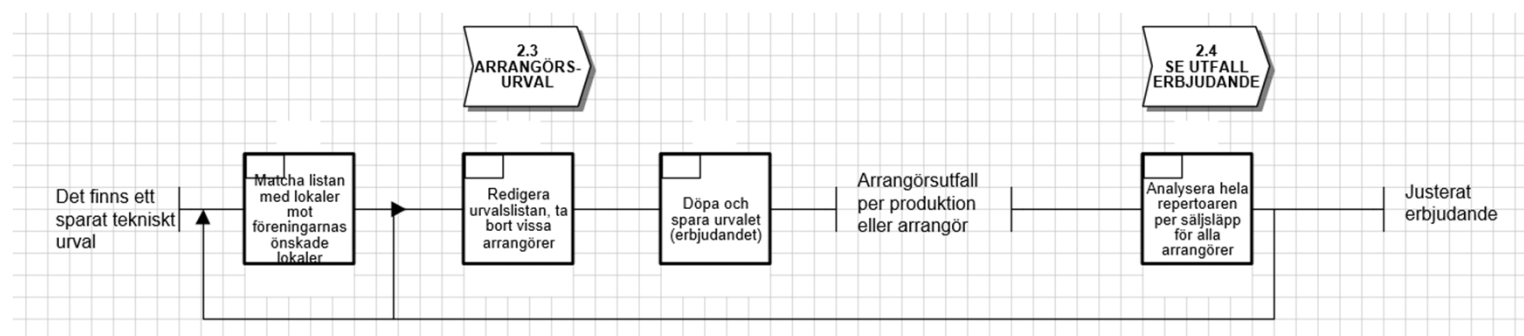 2.3
ARRANGÖRS-
URVAL
2.4
SE UTFALL
ERBJUDANDE
Det finns ett
sparat tekniskt
urval
Matcha listan
med lokaler
mot
föreningarnas
önskade
lokaler
Redigera
urvalslistan, ta
bort vissa
arrangörer
Döpa och
spara urvalet
(erbjudandet)
Arrangörsutfall
per produktion
eller arrangör
Analysera hela
repertoaren
per säljsläpp
för alla
arrangörer
Justerat
erbjudande